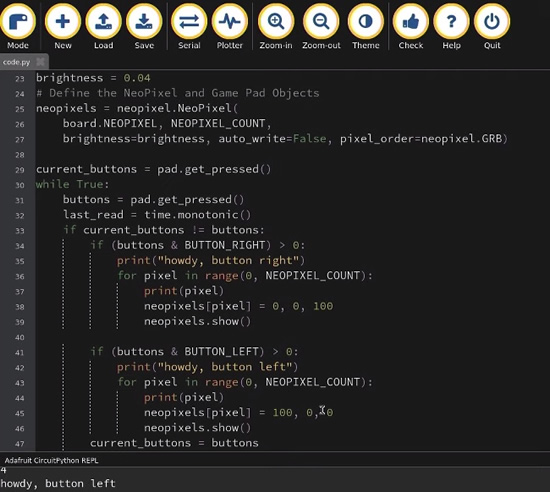 Mode New Load Save Serial Plotter Zoom-in Zoom-out Theme Check Help Quit
code.py
23 brightness = 0.04
24 # Define the NeoPixel and Game Pad Objects
25 neopixels = neopixel.NeoPixel(
26     board.NEOPIXEL, NEOPIXEL_COUNT,
27     brightness=brightness, auto_write=False, pixel_order=neopixel.GRB)
28
29 current_buttons = pad.get_pressed()
30 while True:
31     buttons = pad.get_pressed()
32     last_read = time.monotonic()
33     if current_buttons != buttons:
34         if (buttons & BUTTON_RIGHT) > 0:
35             print("howdy, button right")
36             for pixel in range(0, NEOPIXEL_COUNT):
37                 print(pixel)
38                 neopixels[pixel] = 0, 0, 100
39                 neopixels.show()
40
41         if (buttons & BUTTON_LEFT) > 0:
42             print("howdy, button left")
43             for pixel in range(0, NEOPIXEL_COUNT):
44                 print(pixel)
45                 neopixels[pixel] = 100, 0, 0
46                 neopixels.show()
47         current_buttons = buttons
Adafruit CircuitPython REPL
4
howdy, button left